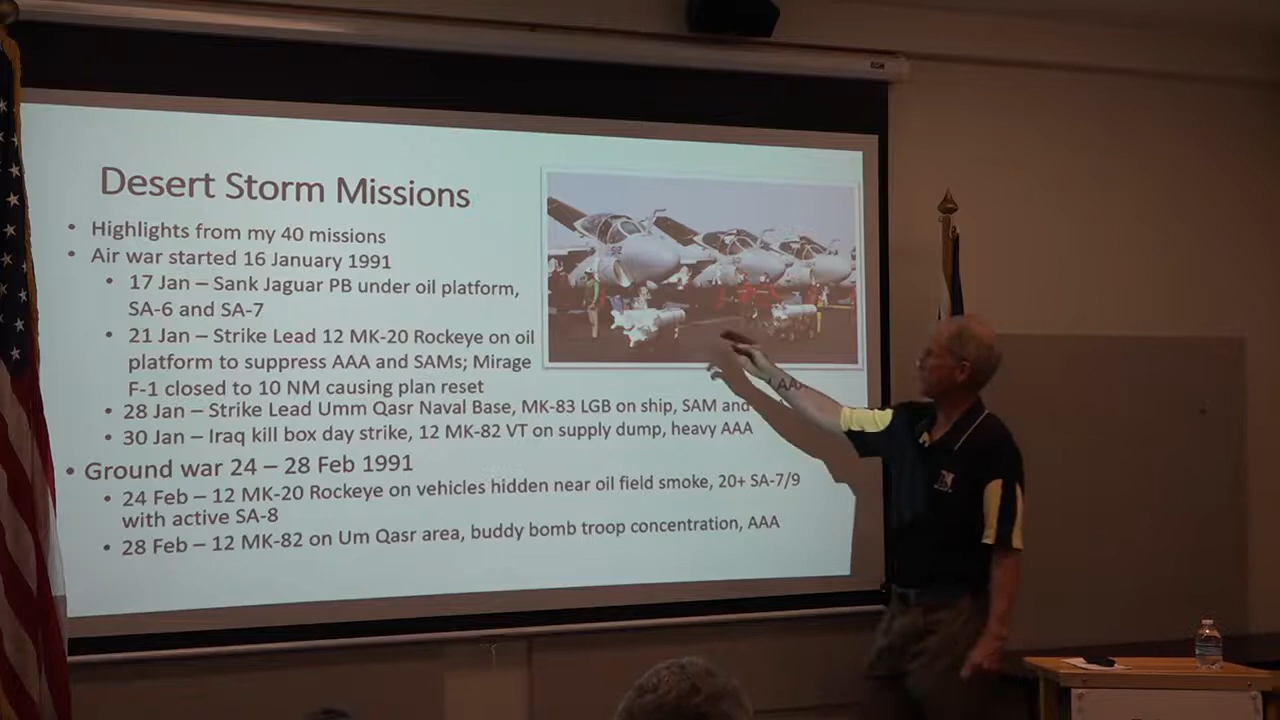 Desert Storm Missions
• Highlights from my 40 missions
• Air war started 16 January 1991
• 17 Jan – Sank Jaguar PB under oil platform,
SA-6 and SA-7
• 21 Jan – Strike Lead 12 MK-20 Rockeye on oil
platform to suppress AAA and SAMs; Mirage
F-1 closed to 10 NM causing plan reset
• 28 Jan – Strike Lead Umm Qasr Naval Base, MK-83 LGB on ship, SAM and AAA
• 30 Jan – Iraq kill box day strike, 12 MK-82 VT on supply dump, heavy AAA
• Ground war 24 – 28 Feb 1991
• 24 Feb – 12 MK-20 Rockeye on vehicles hidden near oil field smoke, 20+ SA-7/9
with active SA-8
• 28 Feb – 12 MK-82 on Um Qasr area, buddy bomb troop concentration, AAA